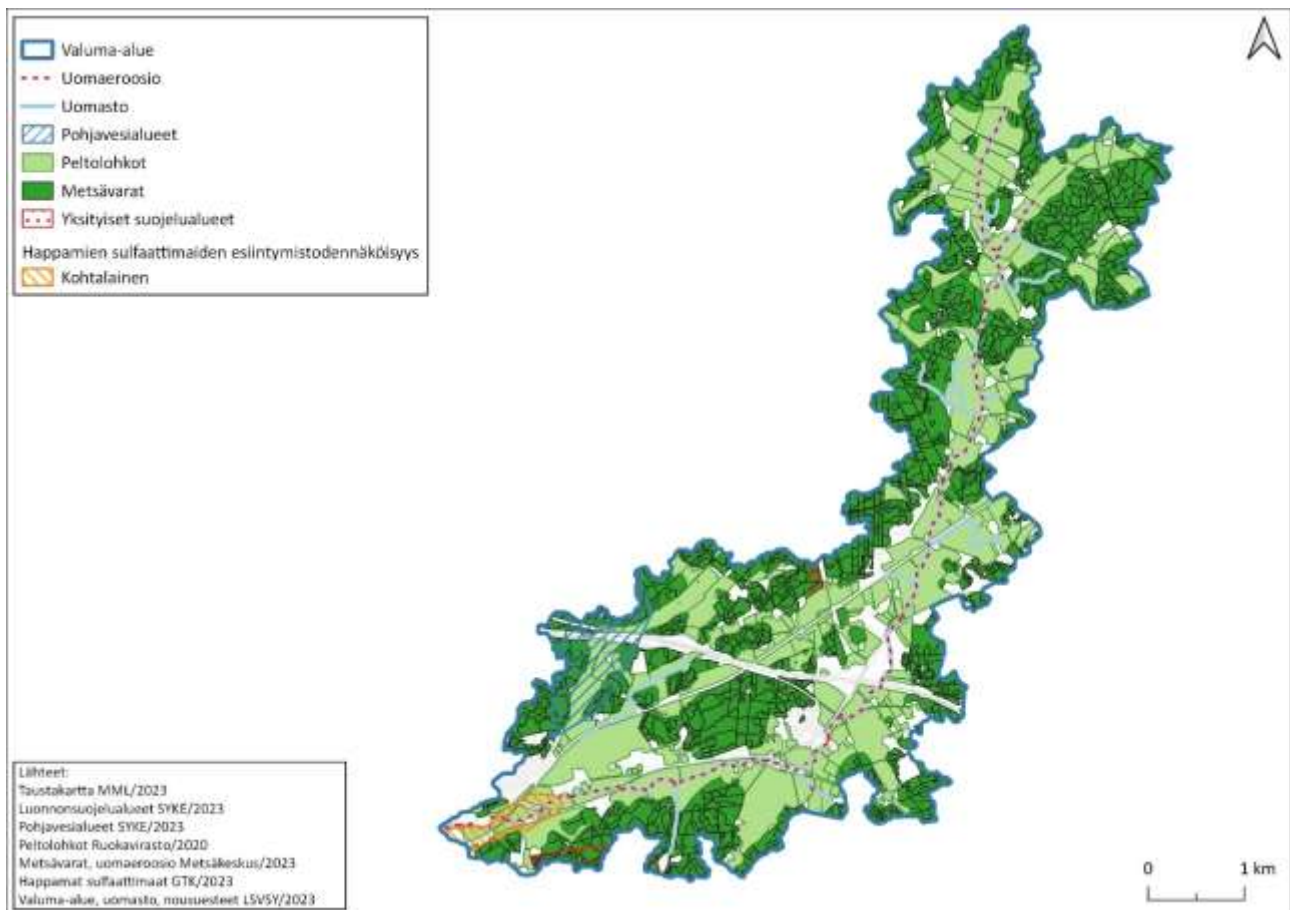 Valuma-alue
Uomaeroosio
Uomasto
Pohjavesialueet
Peltolohkot
Metsävarat
Yksityiset suojelualueet
Happamien sulfaattimaiden esiintymistodennäköisyys
Kohtalainen
Lähteet:
Taustakartta MML/2023
Luonnonsuojelualueet SYKE/2023
Pohjavesialueet SYKE/2023
Peltolohkot Ruokavirasto/2020
Metsävarat, uomaeroosio Metsäkeskus/2023
Happamat sulfaattimaat GTK/2023
Valuma-alue, uomasto, nousuesteet LSVSY/2023
0 1 km